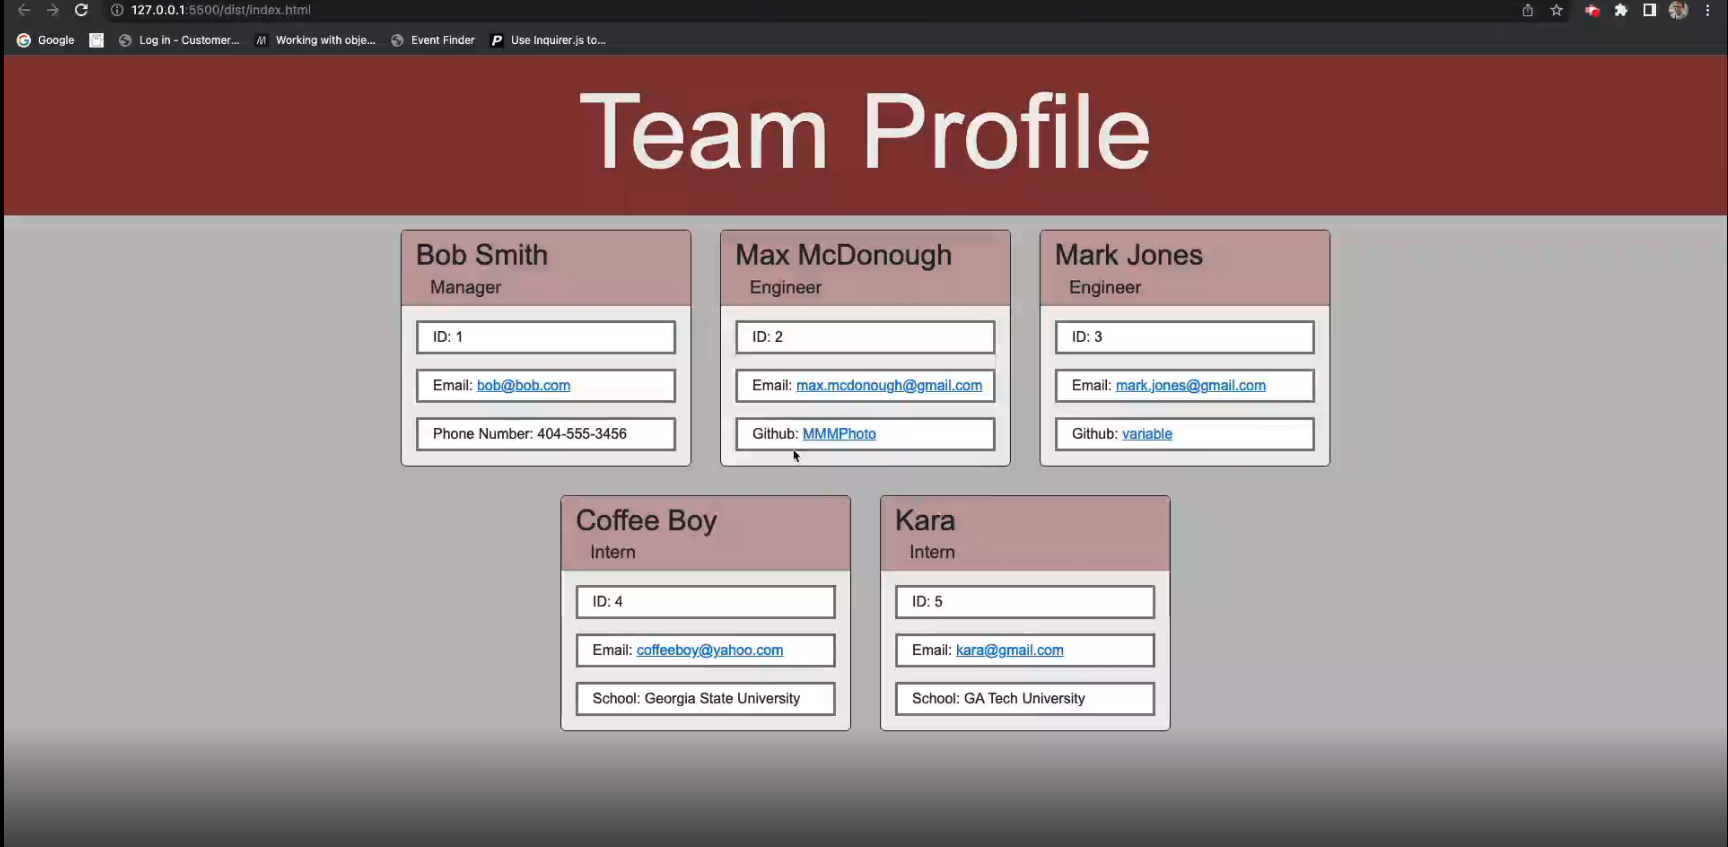 127.0.0.1:5500/dist/index.html
Google Log in - Customer... Working with obje... Event Finder Use Inquirer.js to...
Team Profile
Bob Smith
Manager
ID: 1
Email: bob@bob.com
Phone Number: 404-555-3456
Max McDonough
Engineer
ID: 2
Email: max.mcdonough@gmail.com
Github: MMMPhoto
Mark Jones
Engineer
ID: 3
Email: mark.jones@gmail.com
Github: variable
Coffee Boy
Intern
ID: 4
Email: coffeeboy@yahoo.com
School: Georgia State University
Kara
Intern
ID: 5
Email: kara@gmail.com
School: GA Tech University